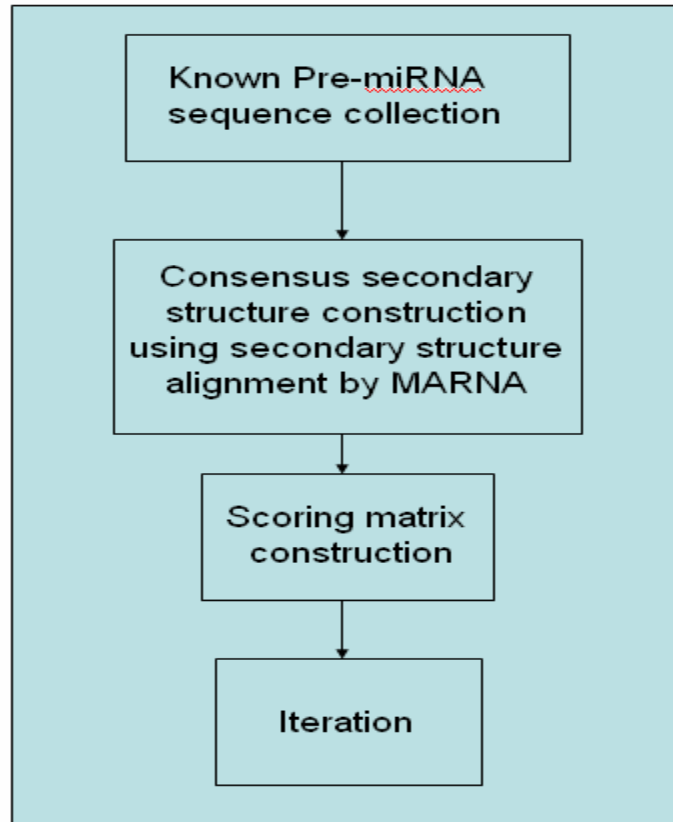 Known Pre-miRNA
sequence collection
Consensus secondary
structure construction
using secondary structure
alignment by MARNA
Scoring matrix
construction
Iteration